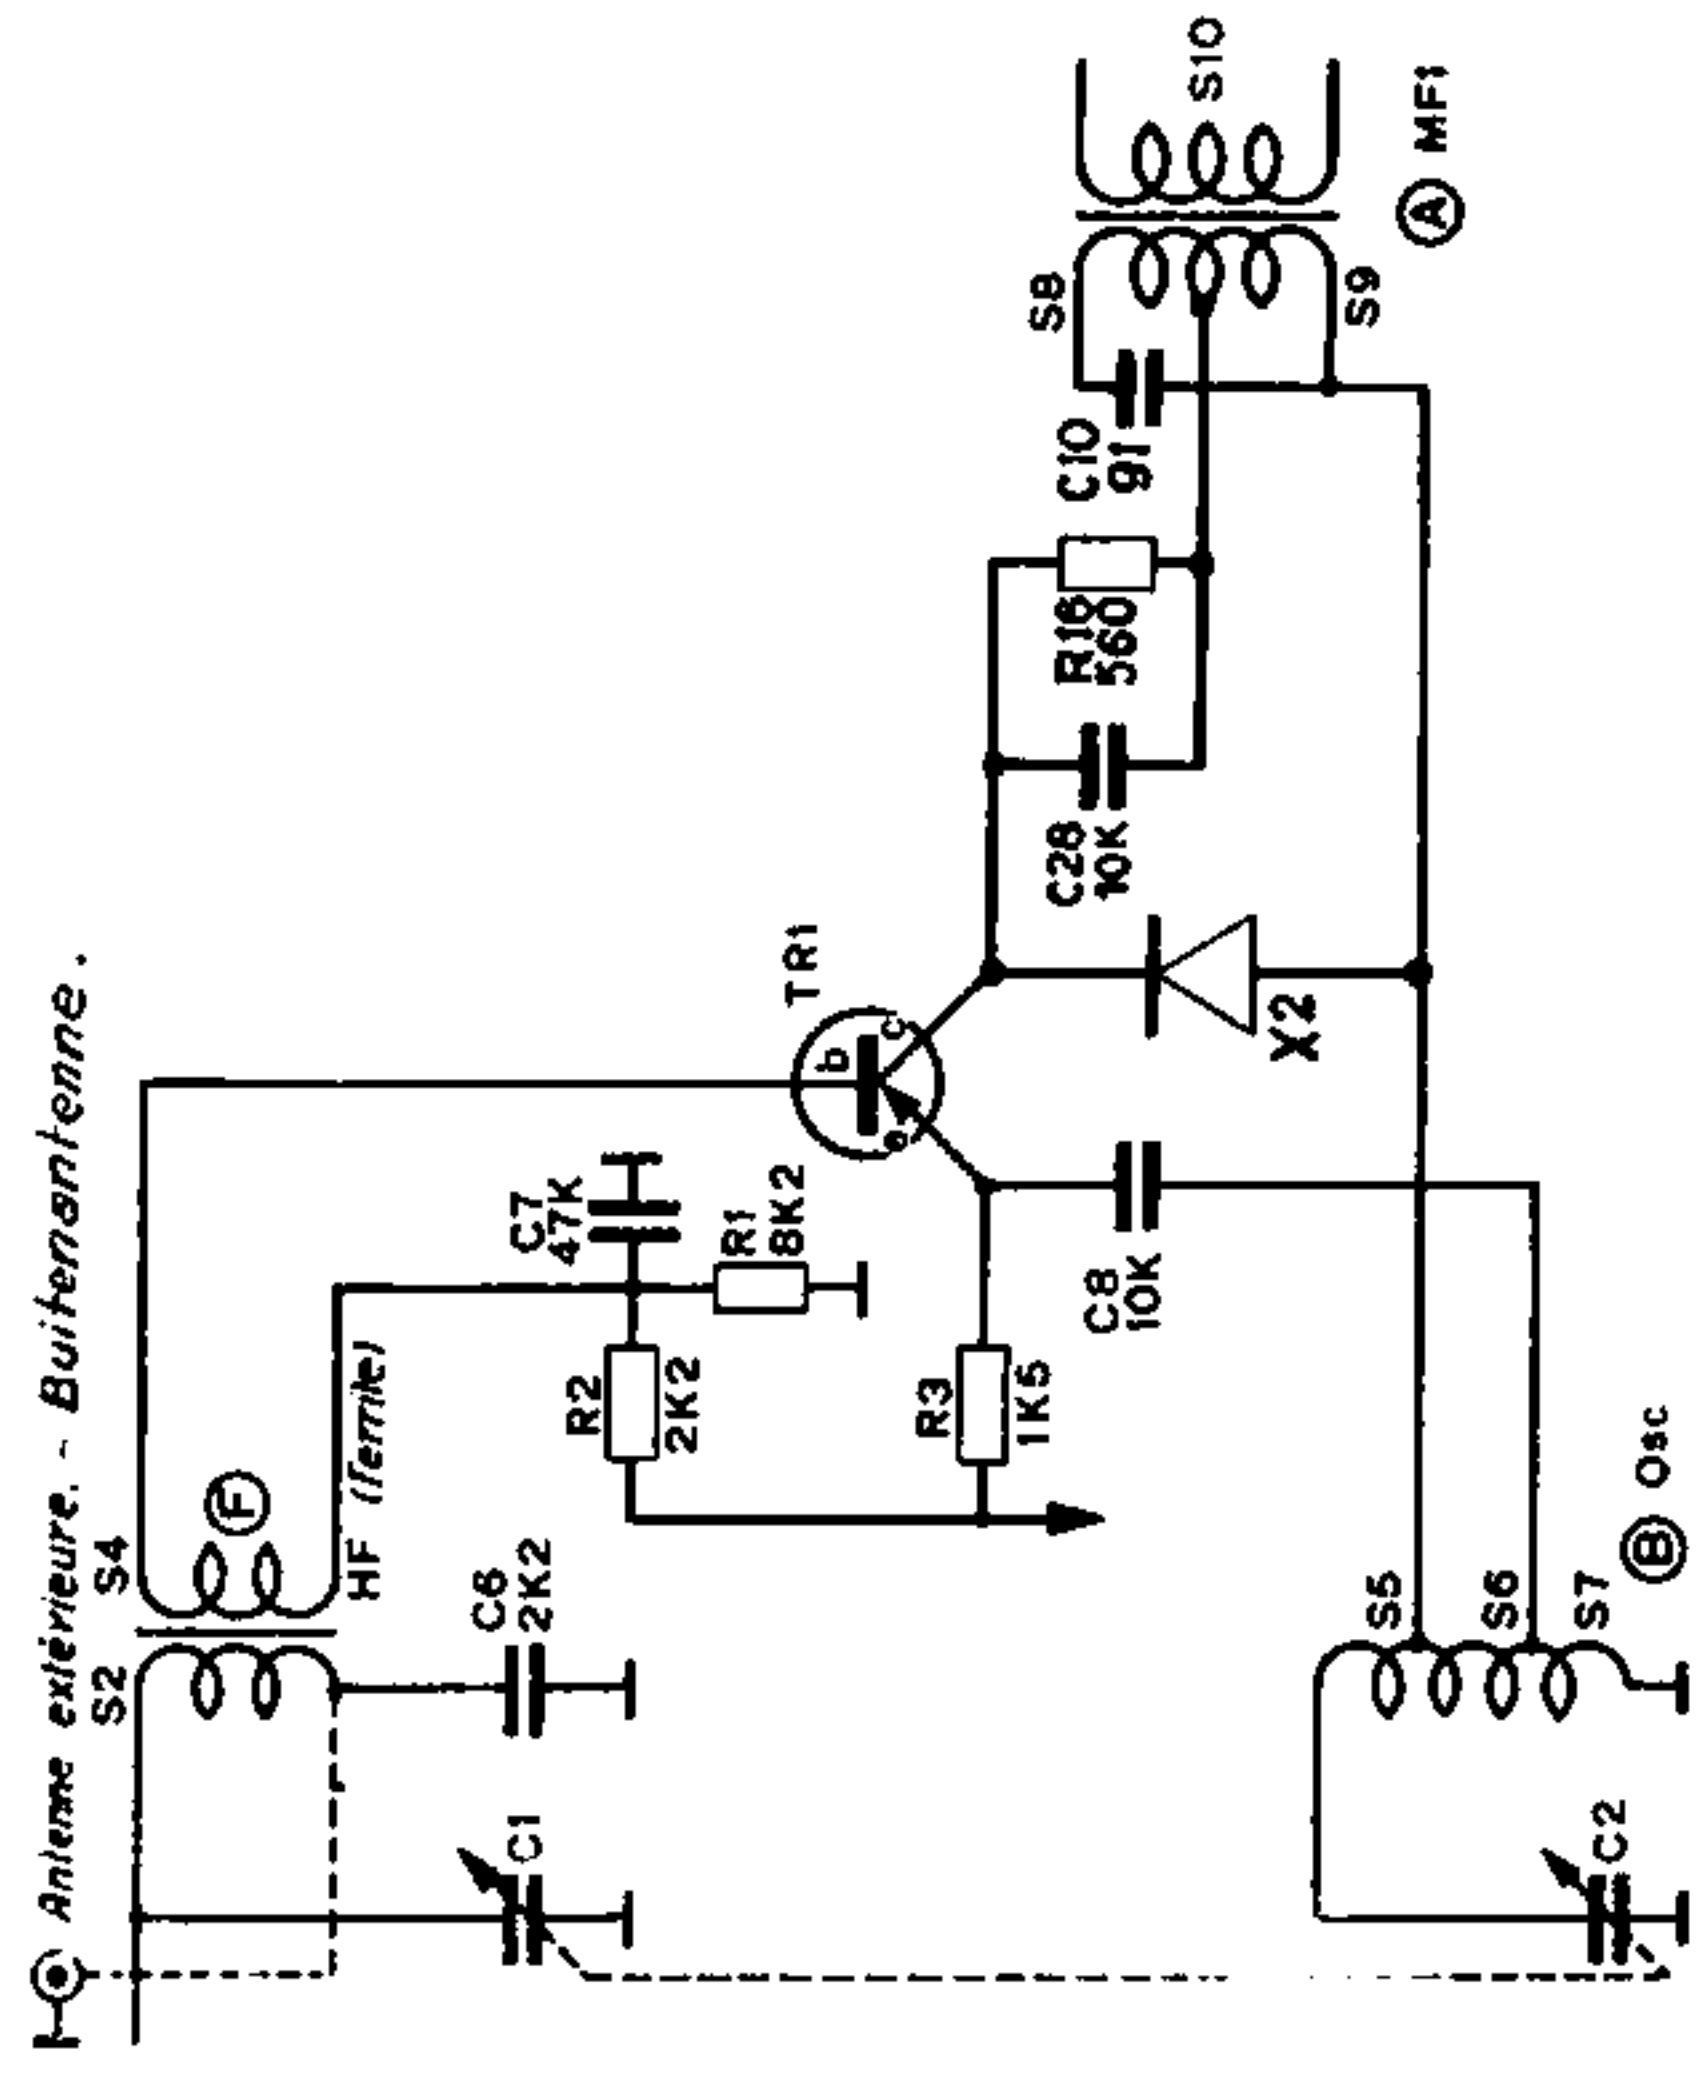 Antenne extérieure. - Buitenantenne.
S2
S4
F
HF (ferrite)
C1
C6
2K2
C7
47K
R1
8K2
R2
2K2
R3
1K5
TR1
b
c
e
C8
10K
X2
C28
10K
R18
560
C10
91
S8
S9
S10
A MF1
S5
S6
S7
B Osc
C2